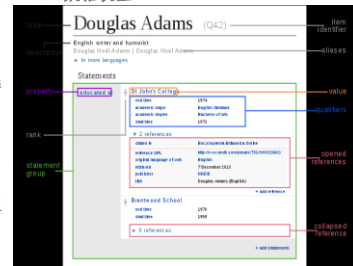 label
Douglas Adams (Q42)
item identifier
description
English writer and humorist
Douglas Noel Adams | Douglas Noël Adams
aliases
In more languages
Statements
property
educated at
St John's College
value
end time 1974
academic major English literature
academic degree Bachelor of Arts
start time 1971
qualifiers
rank
2 references
stated in Encyclopædia Britannica Online
reference URL
original language of work English
retrieved 7 December 2013
publisher
title Douglas Adams (English)
opened references
+ add reference
statement group
Brentwood School
end time 1970
start time 1959
0 references
collapsed reference
+ add (statement)